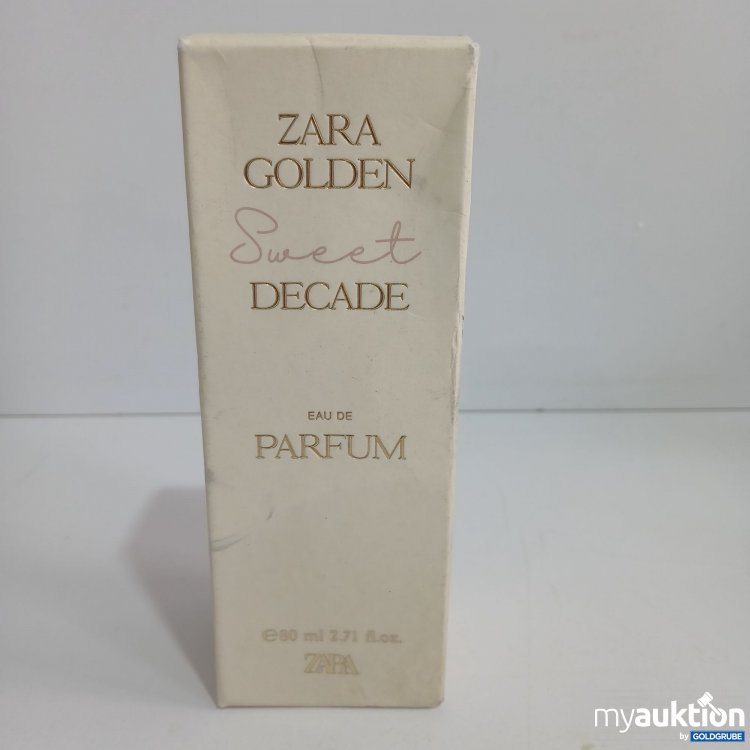 ZARA
GOLDEN
Sweet
DECADE
EAU DE
PARFUM
℮80 ml 2.71 fl.oz.
ZARA
myauktion
by GOLDGRUBE